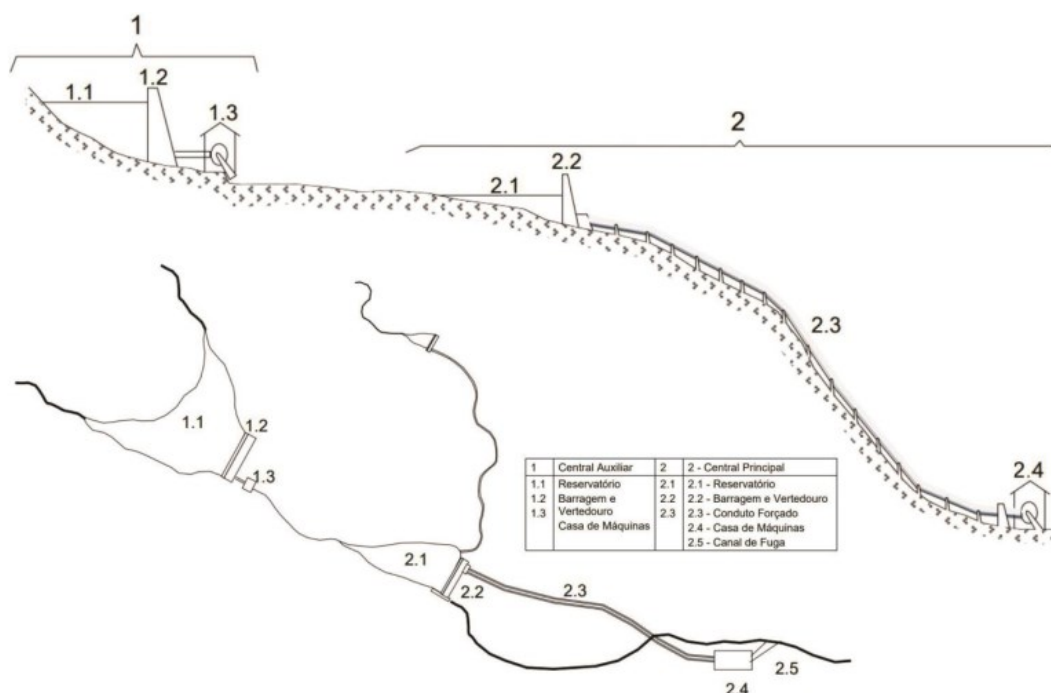 1
1.2
1.1
1.3
2
2.2
2.1
2.3
2.4
1.1
1.2
1.3
2.1
2.2
2.3
2.4
2.5
1 Central Auxiliar 2 2 - Central Principal
1.1 Reservatório 2.1 2.1 - Reservatório
1.2 Barragem e 2.2 2.2 - Barragem e Vertedouro
1.3 Vertedouro 2.3 2.3 - Conduto Forçado
Casa de Máquinas 2.4 - Casa de Máquinas
2.5 - Canal de Fuga